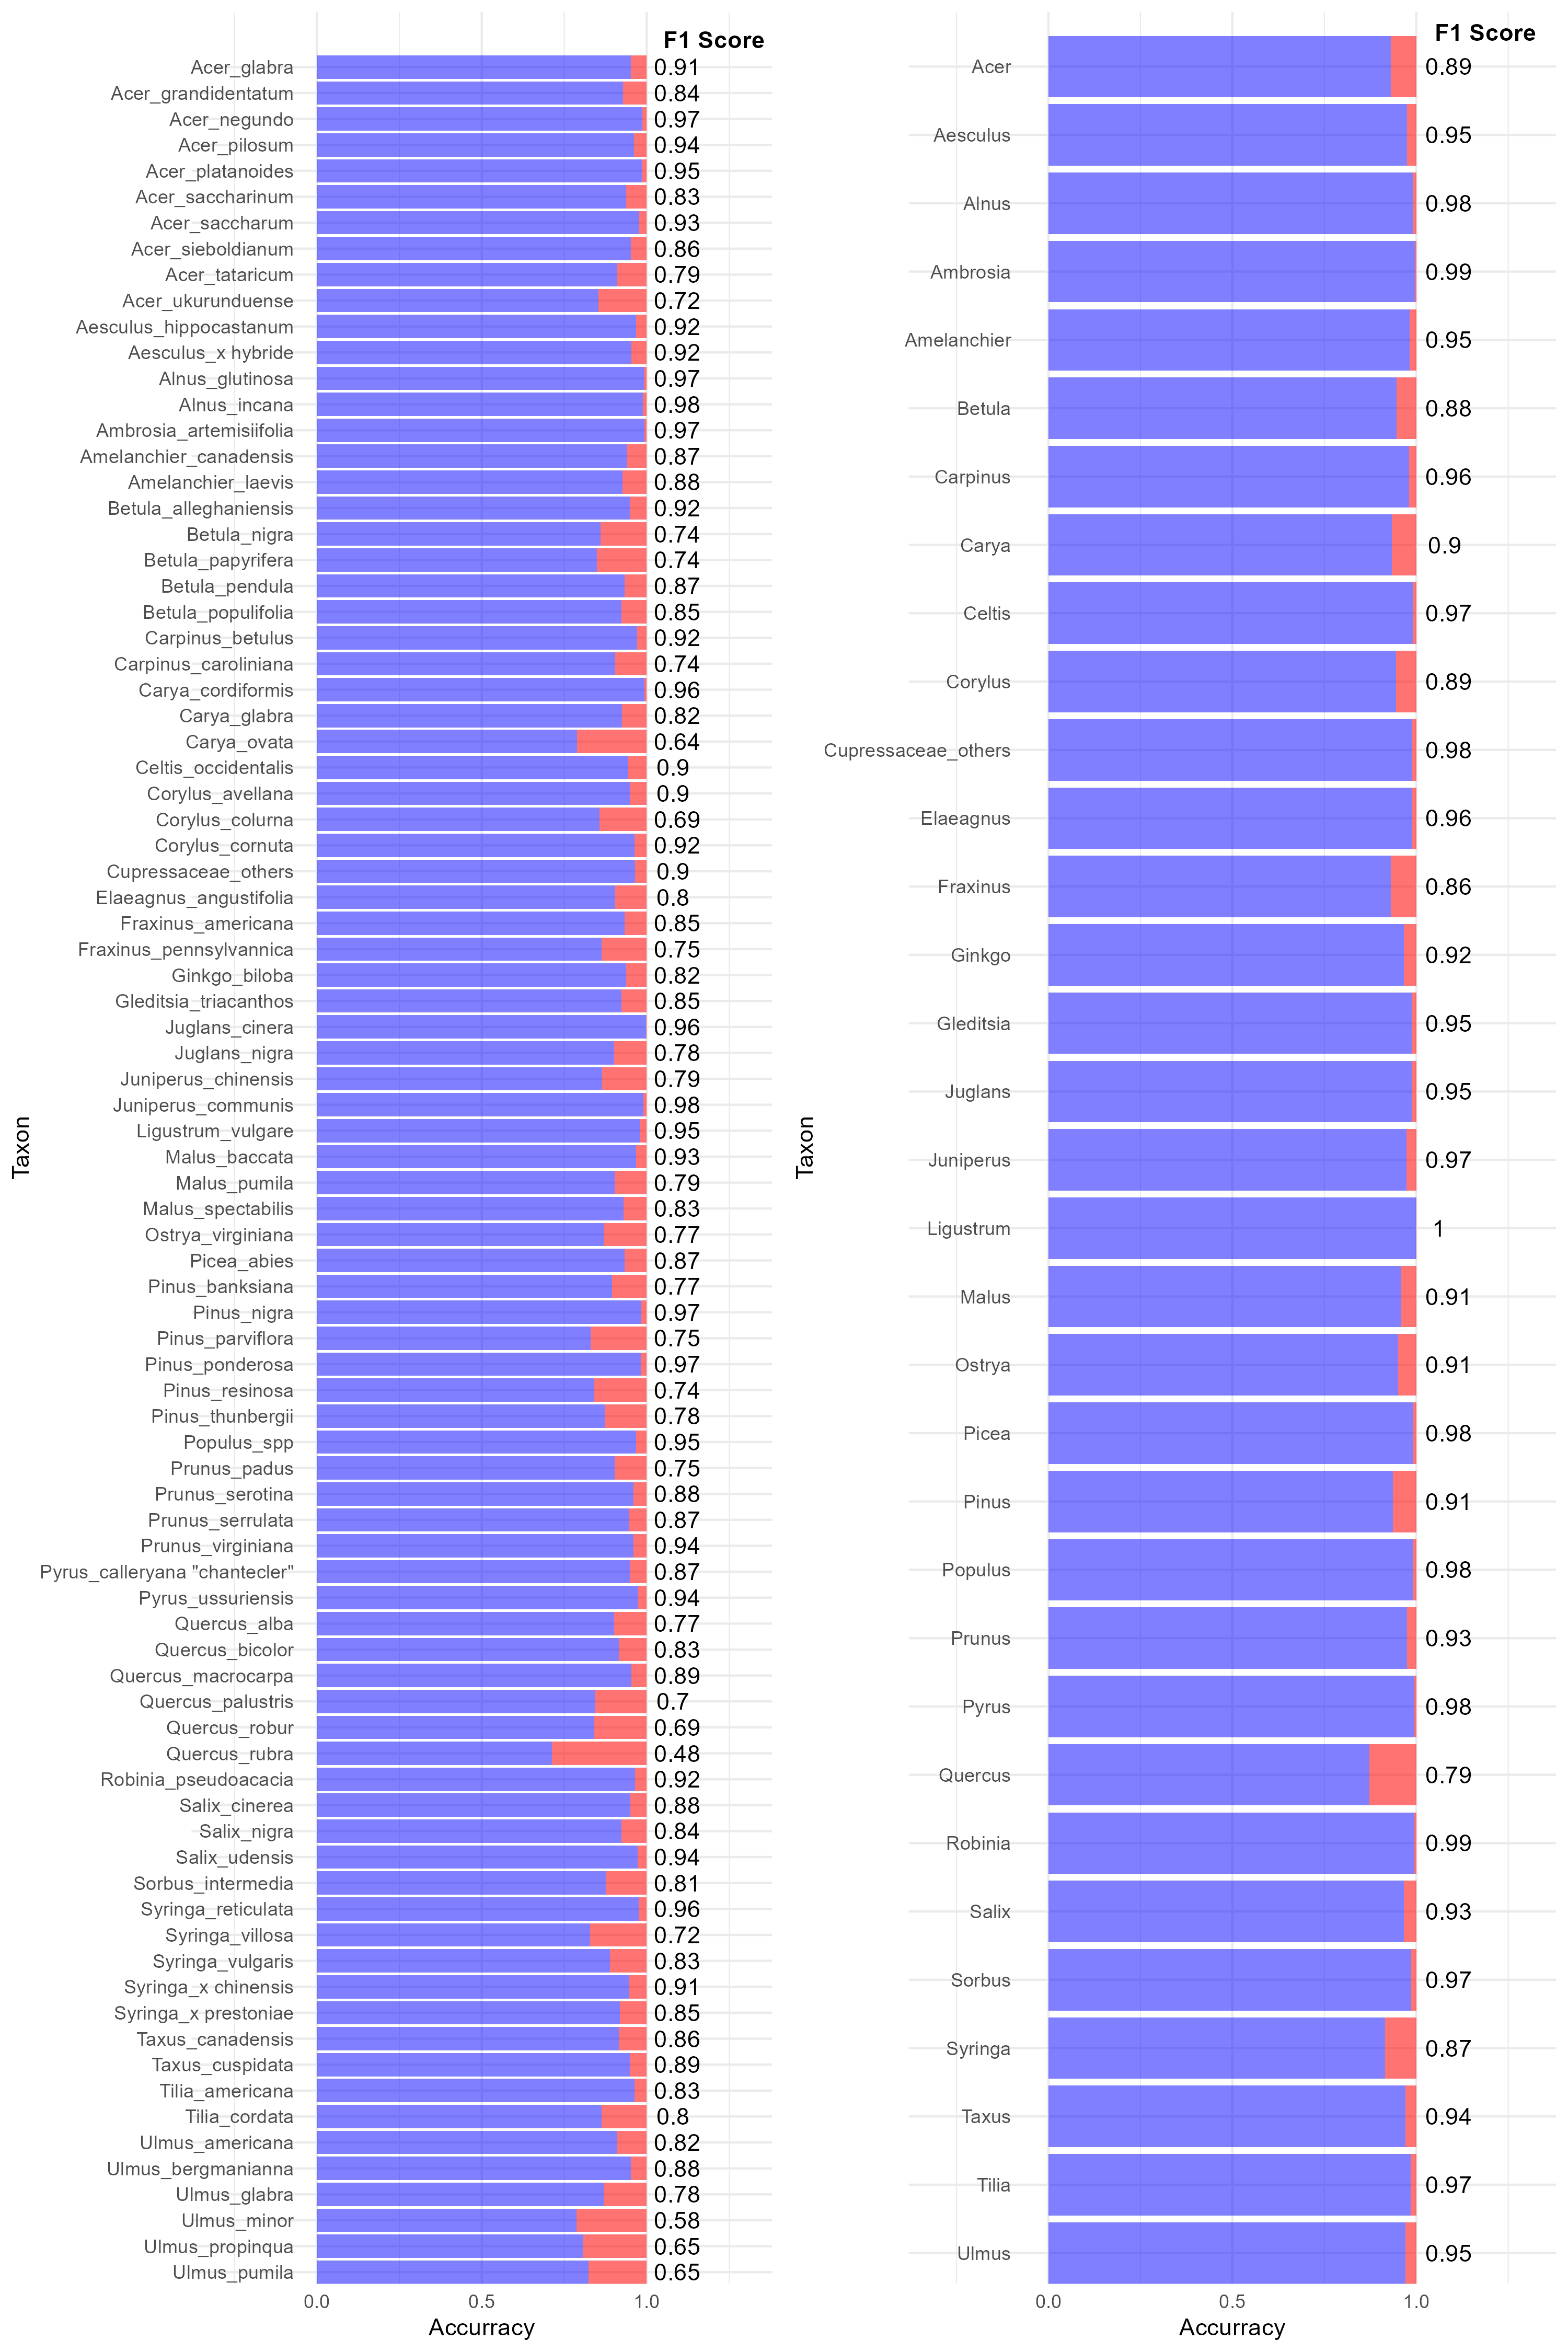 F1 Score
Acer_glabra 0.91
Acer_grandidentatum 0.84
Acer_negundo 0.97
Acer_pilosum 0.94
Acer_platanoides 0.95
Acer_saccharinum 0.83
Acer_saccharum 0.93
Acer_sieboldianum 0.86
Acer_tataricum 0.79
Acer_ukurunduense 0.72
Aesculus_hippocastanum 0.92
Aesculus_x hybride 0.92
Alnus_glutinosa 0.97
Alnus_incana 0.98
Ambrosia_artemisiifolia 0.97
Amelanchier_canadensis 0.87
Amelanchier_laevis 0.88
Betula_alleghaniensis 0.92
Betula_nigra 0.74
Betula_papyrifera 0.74
Betula_pendula 0.87
Betula_populifolia 0.85
Carpinus_betulus 0.92
Carpinus_caroliniana 0.74
Carya_cordiformis 0.96
Carya_glabra 0.82
Carya_ovata 0.64
Celtis_occidentalis 0.9
Corylus_avellana 0.9
Corylus_colurna 0.69
Corylus_cornuta 0.92
Cupressaceae_others 0.9
Elaeagnus_angustifolia 0.8
Fraxinus_americana 0.85
Fraxinus_pennsylvannica 0.75
Ginkgo_biloba 0.82
Gleditsia_triacanthos 0.85
Juglans_cinera 0.96
Juglans_nigra 0.78
Juniperus_chinensis 0.79
Juniperus_communis 0.98
Ligustrum_vulgare 0.95
Malus_baccata 0.93
Malus_pumila 0.79
Malus_spectabilis 0.83
Ostrya_virginiana 0.77
Picea_abies 0.87
Pinus_banksiana 0.77
Pinus_nigra 0.97
Pinus_parviflora 0.75
Pinus_ponderosa 0.97
Pinus_resinosa 0.74
Pinus_thunbergii 0.78
Populus_spp 0.95
Prunus_padus 0.75
Prunus_serotina 0.88
Prunus_serrulata 0.87
Prunus_virginiana 0.94
Pyrus_calleryana "chantecler" 0.87
Pyrus_ussuriensis 0.94
Quercus_alba 0.77
Quercus_bicolor 0.83
Quercus_macrocarpa 0.89
Quercus_palustris 0.7
Quercus_robur 0.69
Quercus_rubra 0.48
Robinia_pseudoacacia 0.92
Salix_cinerea 0.88
Salix_nigra 0.84
Salix_udensis 0.94
Sorbus_intermedia 0.81
Syringa_reticulata 0.96
Syringa_villosa 0.72
Syringa_vulgaris 0.83
Syringa_x chinensis 0.91
Syringa_x prestoniae 0.85
Taxus_canadensis 0.86
Taxus_cuspidata 0.89
Tilia_americana 0.83
Tilia_cordata 0.8
Ulmus_americana 0.82
Ulmus_bergmanianna 0.88
Ulmus_glabra 0.78
Ulmus_minor 0.58
Ulmus_propinqua 0.65
Ulmus_pumila 0.65
0.0 0.5 1.0
Accurracy
Taxon
F1 Score
Acer 0.89
Aesculus 0.95
Alnus 0.98
Ambrosia 0.99
Amelanchier 0.95
Betula 0.88
Carpinus 0.96
Carya 0.9
Celtis 0.97
Corylus 0.89
Cupressaceae_others 0.98
Elaeagnus 0.96
Fraxinus 0.86
Ginkgo 0.92
Gleditsia 0.95
Juglans 0.95
Juniperus 0.97
Ligustrum 1
Malus 0.91
Ostrya 0.91
Picea 0.98
Pinus 0.91
Populus 0.98
Prunus 0.93
Pyrus 0.98
Quercus 0.79
Robinia 0.99
Salix 0.93
Sorbus 0.97
Syringa 0.87
Taxus 0.94
Tilia 0.97
Ulmus 0.95
0.0 0.5 1.0
Accurracy
Taxon